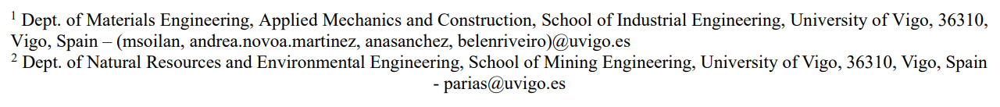 1 Dept. of Materials Engineering, Applied Mechanics and Construction, School of Industrial Engineering, University of Vigo, 36310,
Vigo, Spain – (msoilan, andrea.novoa.martinez, anasanchez, belenriveiro)@uvigo.es
2 Dept. of Natural Resources and Environmental Engineering, School of Mining Engineering, University of Vigo, 36310, Vigo, Spain
- parias@uvigo.es